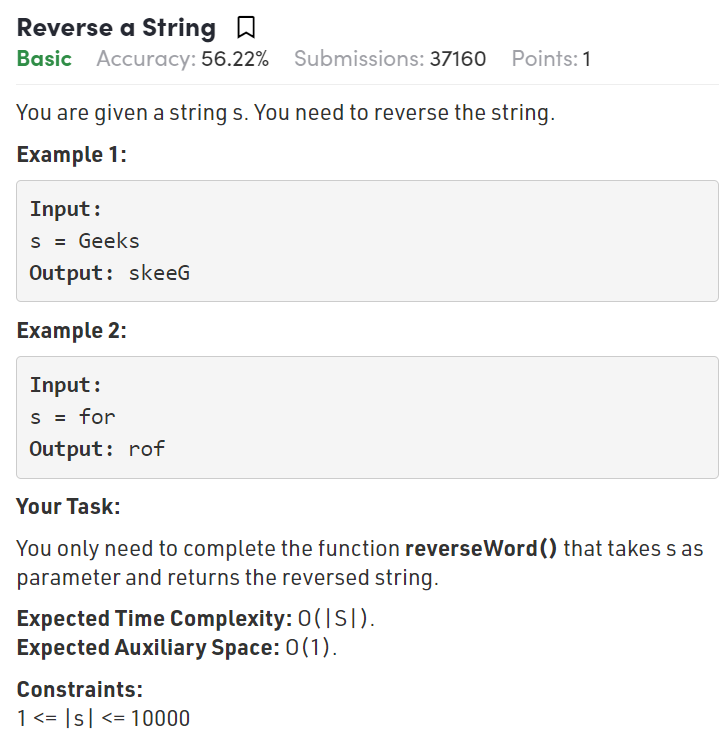 Reverse a String
Basic Accuracy: 56.22% Submissions: 37160 Points: 1
You are given a string s. You need to reverse the string.
Example 1:
Input:
s = Geeks
Output: skeeG
Example 2:
Input:
s = for
Output: rof
Your Task:
You only need to complete the function reverseWord() that takes s as
parameter and returns the reversed string.
Expected Time Complexity: O(|S|).
Expected Auxiliary Space: O(1).
Constraints:
1 <= |s| <= 10000